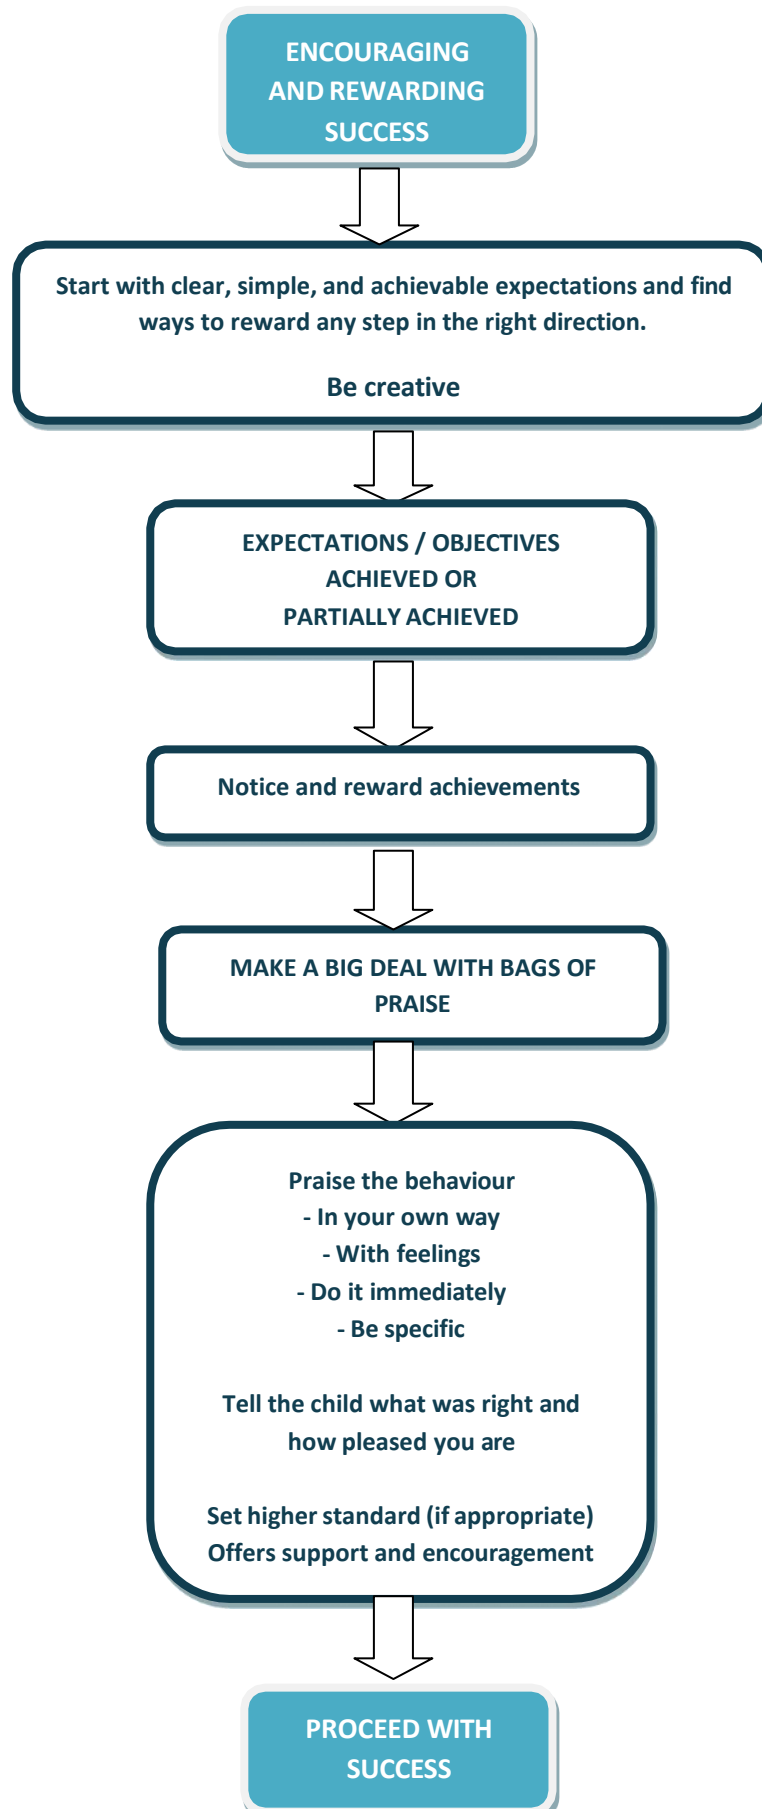 ENCOURAGING
AND REWARDING
SUCCESS
Start with clear, simple, and achievable expectations and find
ways to reward any step in the right direction.
Be creative
EXPECTATIONS / OBJECTIVES
ACHIEVED OR
PARTIALLY ACHIEVED
Notice and reward achievements
MAKE A BIG DEAL WITH BAGS OF
PRAISE
Praise the behaviour
- In your own way
- With feelings
- Do it immediately
- Be specific
Tell the child what was right and
how pleased you are
Set higher standard (if appropriate)
Offers support and encouragement
PROCEED WITH
SUCCESS